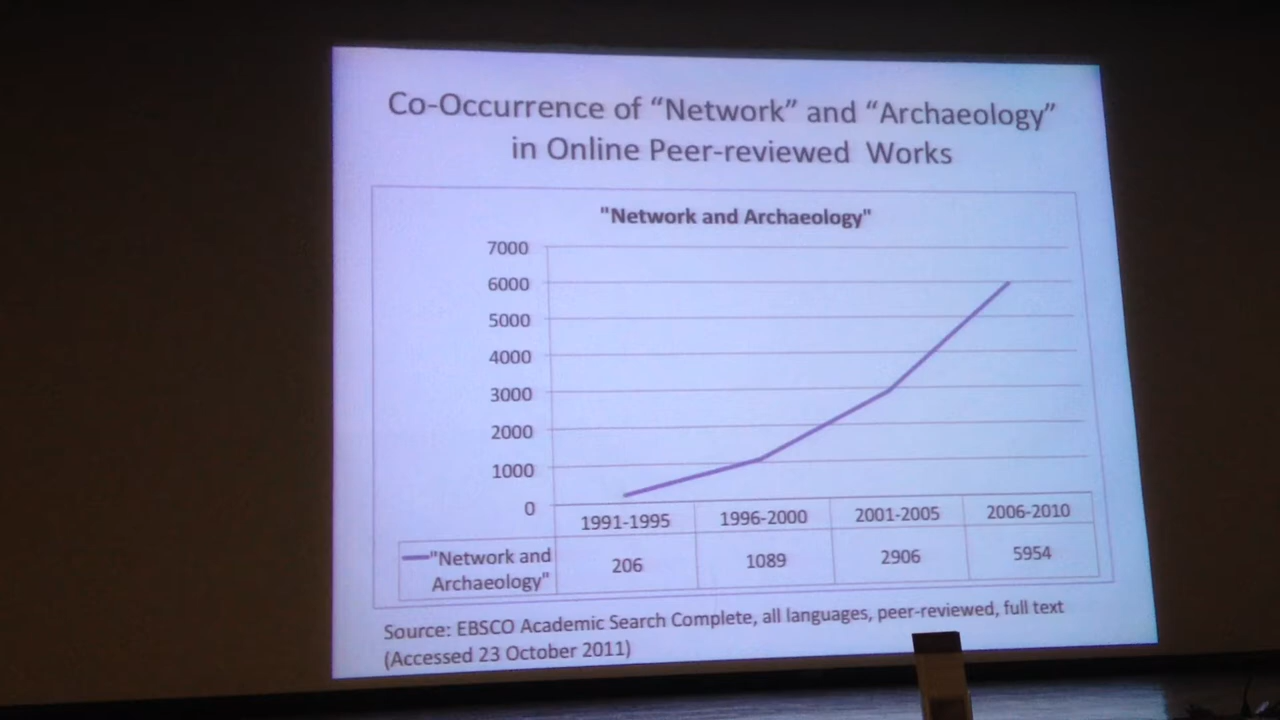 Co-Occurrence of “Network” and “Archaeology”
in Online Peer-reviewed Works
"Network and Archaeology"
7000
6000
5000
4000
3000
2000
1000
0
1991-1995 1996-2000 2001-2005 2006-2010
"Network and
Archaeology" 206 1089 2906 5954
Source: EBSCO Academic Search Complete, all languages, peer-reviewed, full text
(Accessed 23 October 2011)